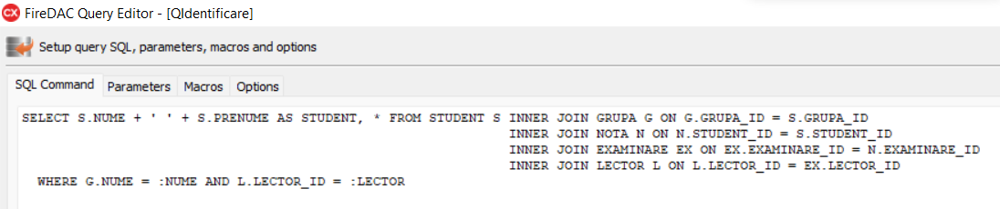 CX FireDAC Query Editor - [QIdentificare]
Setup query SQL, parameters, macros and options
SQL Command Parameters Macros Options
SELECT S.NUME + ' ' + S.PRENUME AS STUDENT, * FROM STUDENT S INNER JOIN GRUPA G ON G.GRUPA_ID = S.GRUPA_ID
INNER JOIN NOTA N ON N.STUDENT_ID = S.STUDENT_ID
INNER JOIN EXAMINARE EX ON EX.EXAMINARE_ID = N.EXAMINARE_ID
INNER JOIN LECTOR L ON L.LECTOR_ID = EX.LECTOR_ID
WHERE G.NUME = :NUME AND L.LECTOR_ID = :LECTOR